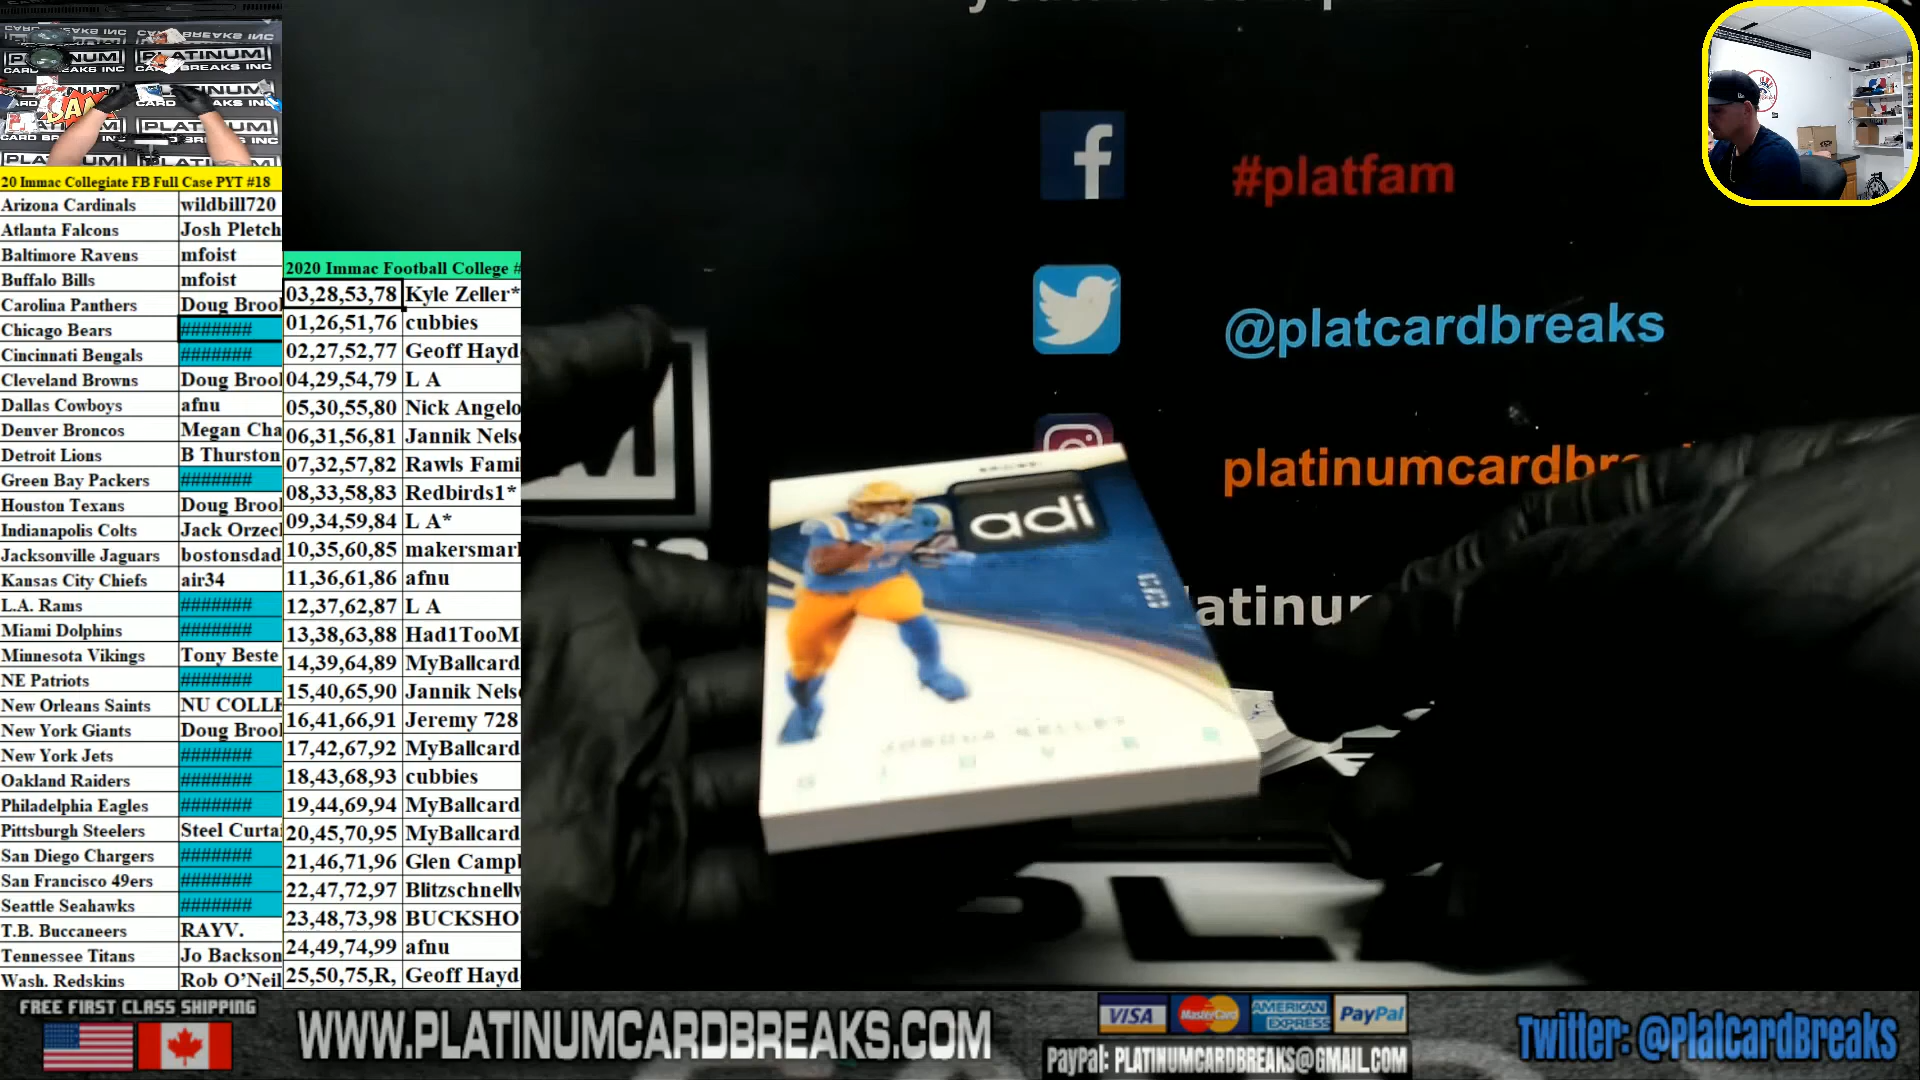 20 Immac Collegiate FB Full Case PYT #18
Arizona Cardinals wildbill720
Atlanta Falcons Josh Pletch
Baltimore Ravens mfoist
Buffalo Bills mfoist
Carolina Panthers Doug Broo
Chicago Bears #######
Cincinnati Bengals #######
Cleveland Browns Doug Broo
Dallas Cowboys afnu
Denver Broncos Megan Cha
Detroit Lions B Thurston
Green Bay Packers #######
Houston Texans Doug Broo
Indianapolis Colts Jack Orzec
Jacksonville Jaguars bostonsdad
Kansas City Chiefs air34
L.A. Rams #######
Miami Dolphins #######
Minnesota Vikings Tony Beste
NE Patriots #######
New Orleans Saints NU COLLE
New York Giants Doug Broo
New York Jets #######
Oakland Raiders #######
Philadelphia Eagles #######
Pittsburgh Steelers Steel Curta
San Diego Chargers #######
San Francisco 49ers #######
Seattle Seahawks #######
T.B. Buccaneers RAYV.
Tennessee Titans Jo Backson
Wash. Redskins Rob O'Neil
2020 Immac Football College #
03,28,53,78 Kyle Zeller*
01,26,51,76 cubbies
02,27,52,77 Geoff Hayd
04,29,54,79 L A
05,30,55,80 Nick Angelo
06,31,56,81 Jannik Nels
07,32,57,82 Rawls Fami
08,33,58,83 Redbirds1*
09,34,59,84 L A*
10,35,60,85 makersmar
11,36,61,86 afnu
12,37,62,87 L A
13,38,63,88 Had1TooM
14,39,64,89 MyBallcard
15,40,65,90 Jannik Nels
16,41,66,91 Jeremy 728
17,42,67,92 MyBallcard
18,43,68,93 cubbies
19,44,69,94 MyBallcard
20,45,70,95 MyBallcard
21,46,71,96 Glen Camp
22,47,72,97 Blitzschnell
23,48,73,98 BUCKSHO
24,49,74,99 afnu
25,50,75,R, Geoff Hayd
#platfam
@platcardbreaks
platinumcardbre
latinum
adi
JOSHUA KELLEY
FREE FIRST CLASS SHIPPING
WWW.PLATINUMCARDBREAKS.COM
VISA MasterCard AMERICAN EXPRESS PayPal
PayPal: PLATINUMCARDBREAKS@GMAIL.COM
Twitter: @PlatCardBreaks
PLATINUM
CARD BREAKS INC